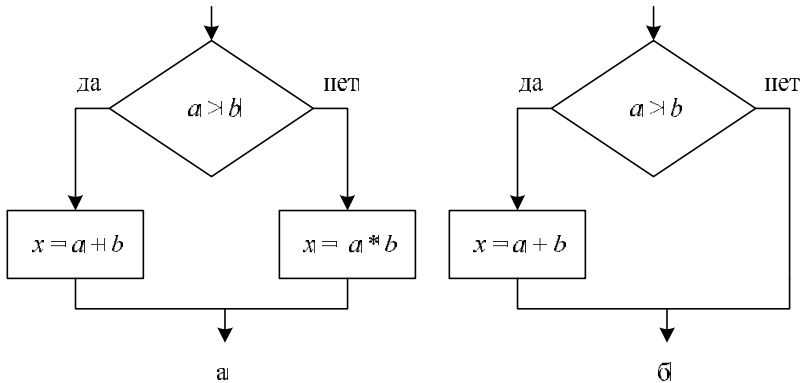 да
a > b
нет
x = a + b
x = a * b
а
да
a > b
нет
x = a + b
б